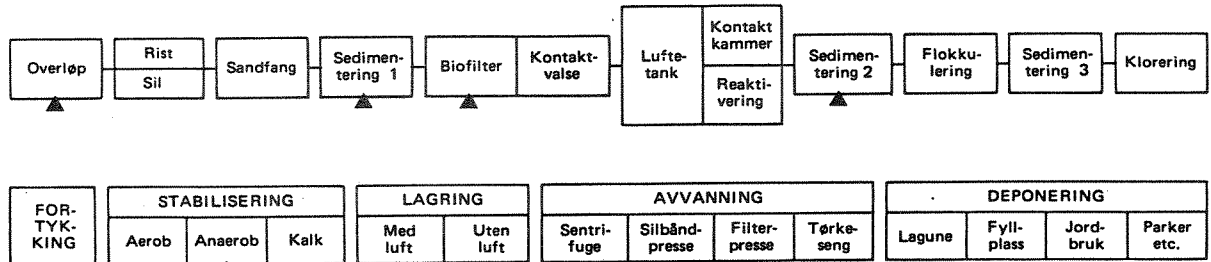 Overløp
Rist
Sil
Sandfang
Sedimen-
tering 1
Biofilter
Kontakt-
valse
Lufte-
tank
Kontakt
kammer
Reakti-
vering
Sedimen-
tering 2
Flokku-
lering
Sedimen-
tering 3
Klorering
FOR-
TYK-
KING
STABILISERING
Aerob
Anaerob
Kalk
LAGRING
Med
luft
Uten
luft
AVVANNING
Sentri-
fuge
Silbånd-
presse
Filter-
presse
Tørke-
seng
DEPONERING
Lagune
Fyll-
plass
Jord-
bruk
Parker
etc.